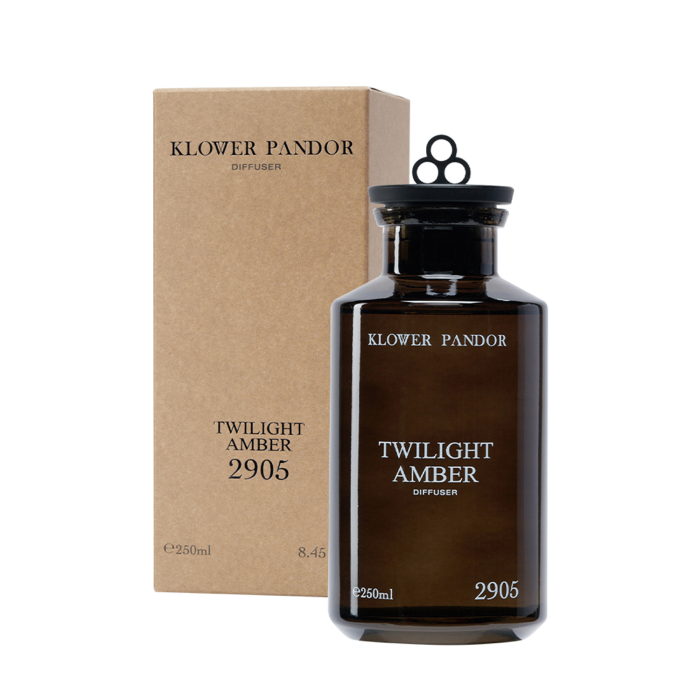 KLOWER PANDOR
DIFFUSER
TWILIGHT
AMBER
2905
℮250ml
8.45
KLOWER PANDOR
TWILIGHT
AMBER
DIFFUSER
℮250ml
2905